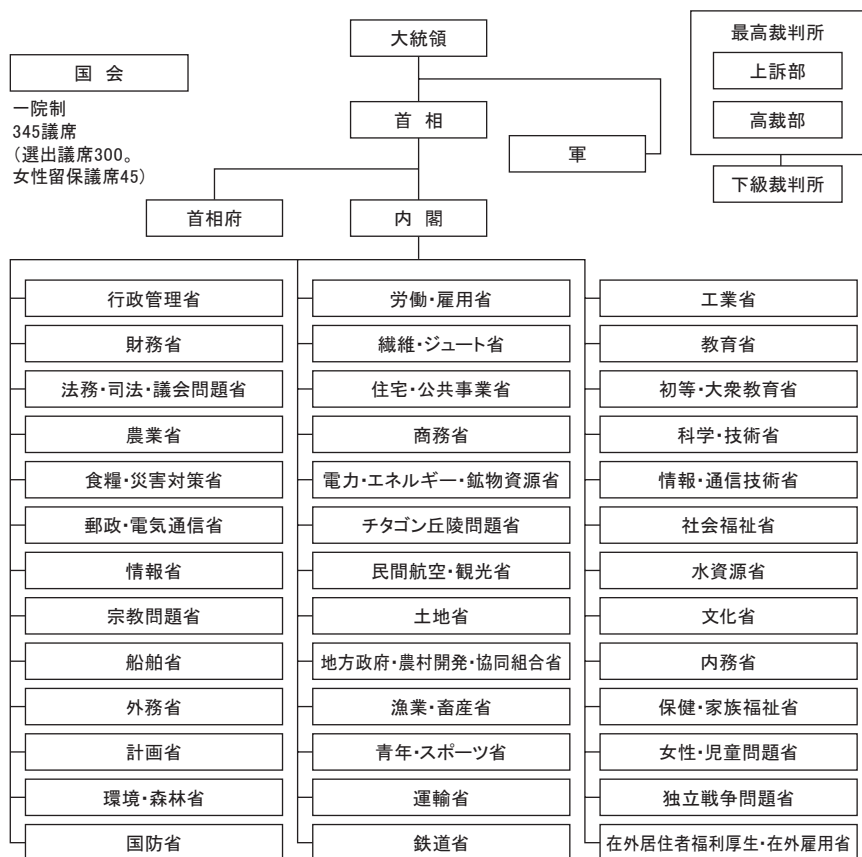 大統領
国 会
一院制
345議席
(選出議席300。
女性留保議席45)
首 相
軍
最高裁判所
上訴部
高裁部
下級裁判所
首相府
内 閣
行政管理省
財務省
法務・司法・議会問題省
農業省
食糧・災害対策省
郵政・電気通信省
情報省
宗教問題省
船舶省
外務省
計画省
環境・森林省
国防省
労働・雇用省
繊維・ジュート省
住宅・公共事業省
商務省
電力・エネルギー・鉱物資源省
チタゴン丘陵問題省
民間航空・観光省
土地省
地方政府・農村開発・協同組合省
漁業・畜産省
青年・スポーツ省
運輸省
鉄道省
工業省
教育省
初等・大衆教育省
科学・技術省
情報・通信技術省
社会福祉省
水資源省
文化省
内務省
保健・家族福祉省
女性・児童問題省
独立戦争問題省
在外居住者福利厚生・在外雇用省